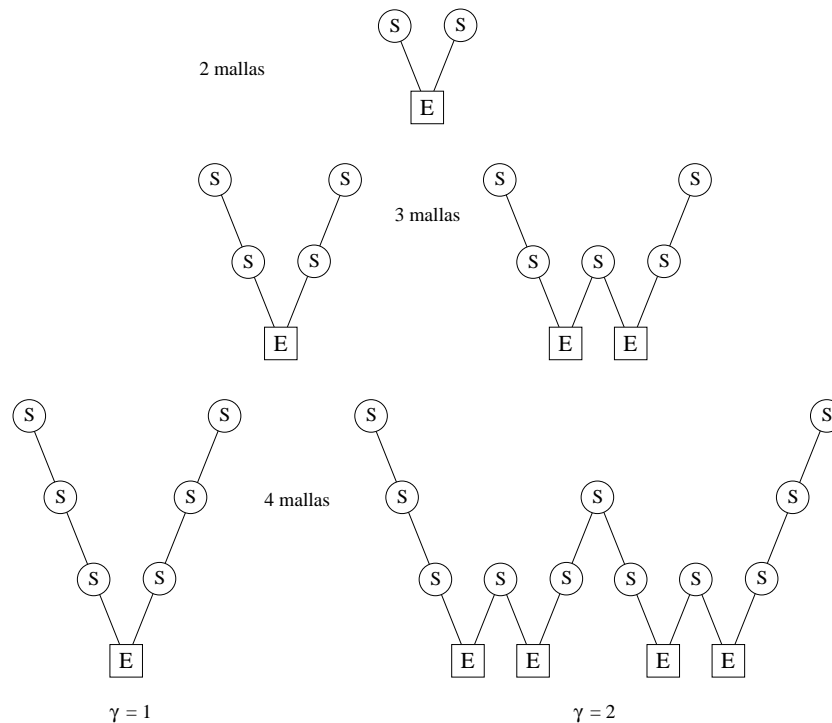 S S
2 mallas
E
S S S S
3 mallas
S S S S S
E E E
S S S S
S S 4 mallas S S S
S S S S S S S S
E E E E E
γ = 1 γ = 2